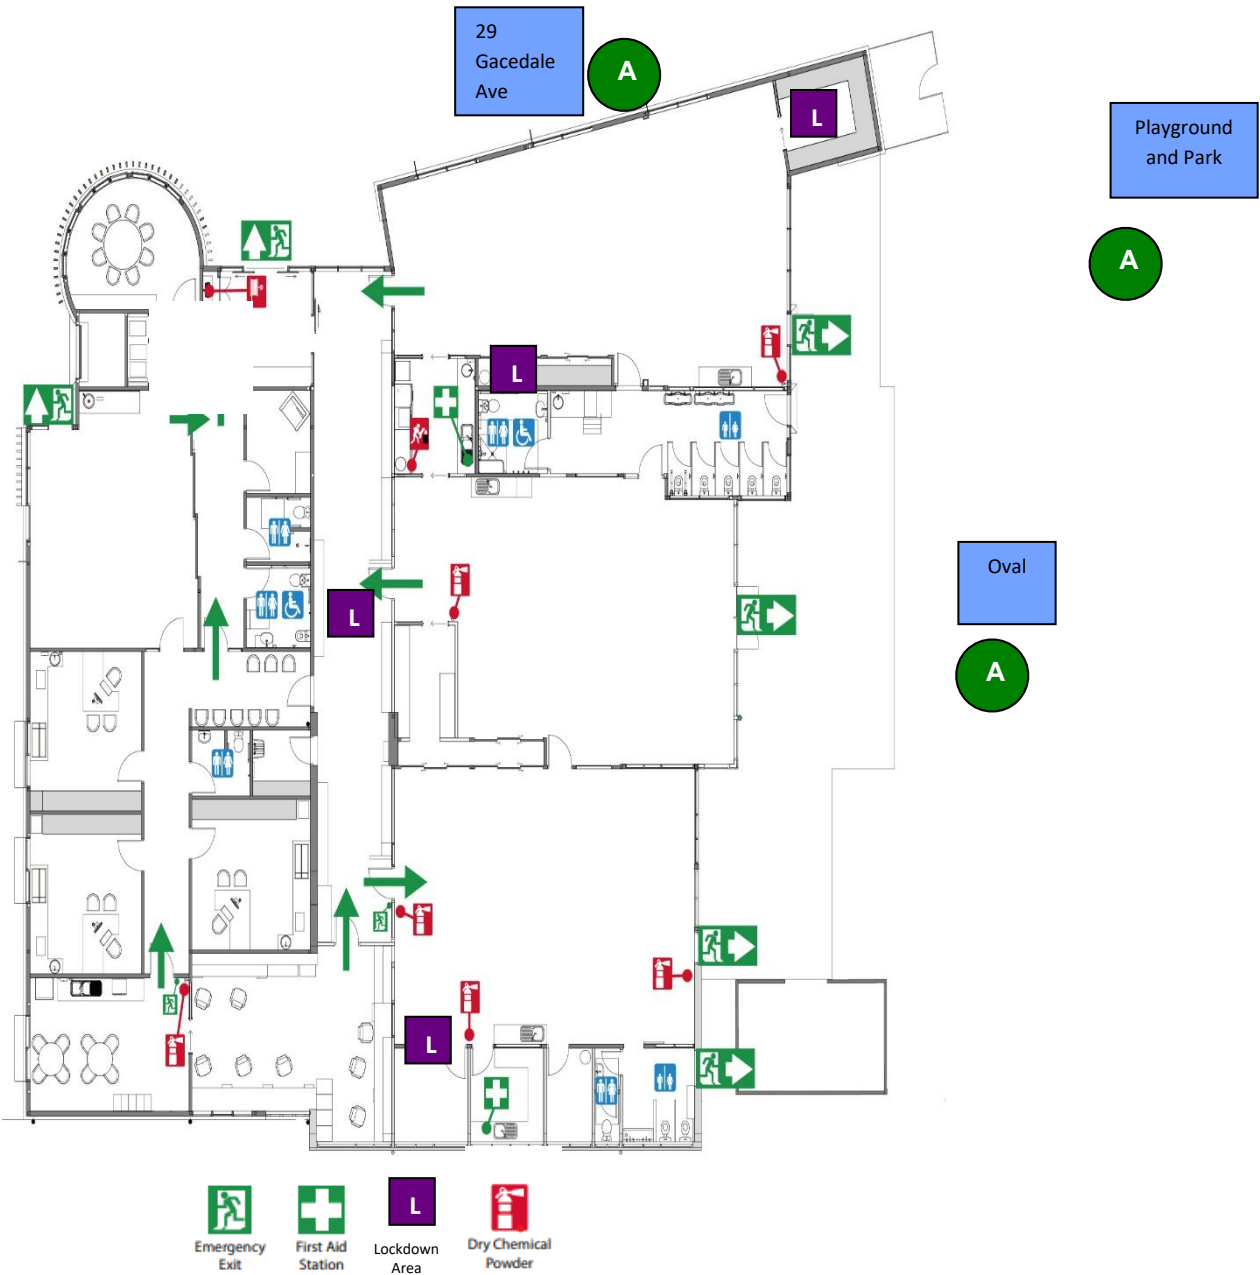 29
Gacedale
Ave
A
L
Playground
and Park
A
L
Oval
L
A
L
L
Emergency
Exit
First Aid
Station
Lockdown
Area
Dry Chemical
Powder